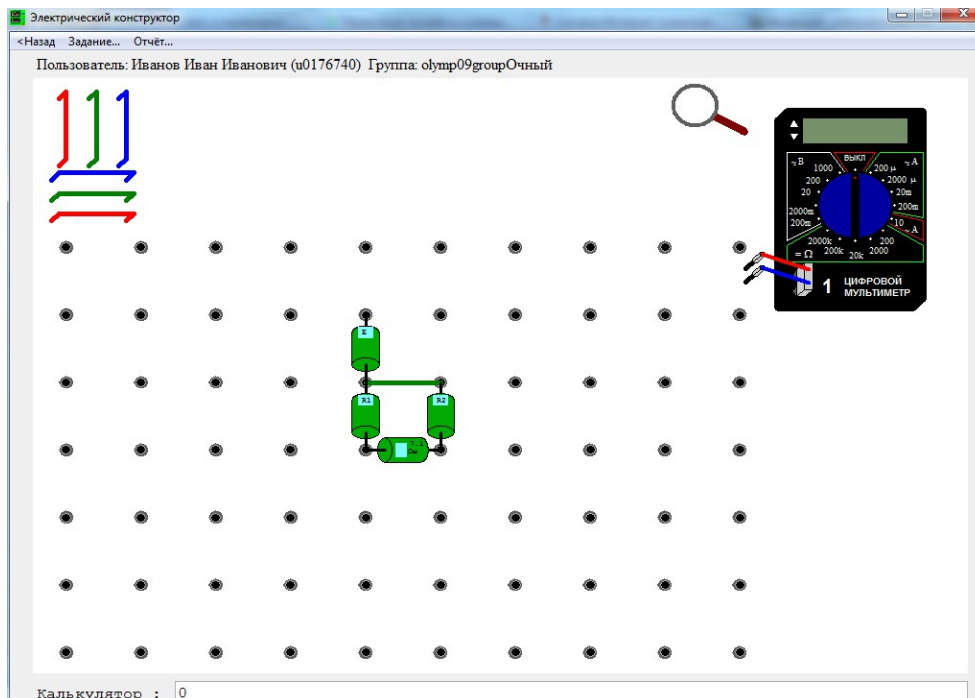 Электрический конструктор
<Назад Задание... Отчёт...
Пользователь: Иванов Иван Иванович (u0176740) Группа: olymp09groupОчный
ВЫКЛ
~ В
1000
200
20
2000m
200m
200 μ
~ A
2000 μ
20m
200m
10
~ A
2000k
200k
20k
2000
200
= Ω
1
ЦИФРОВОЙ
МУЛЬТИМЕТР
R1
R2
Ом
Калькулятор : 0